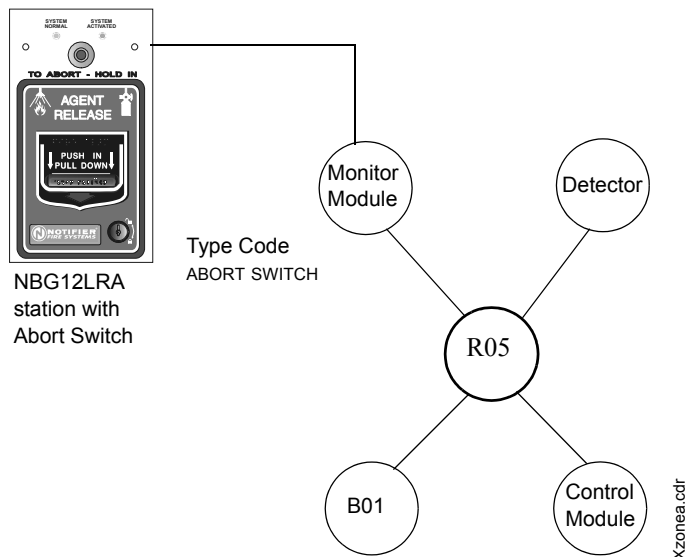 SYSTEM NORMAL
SYSTEM ACTIVATED
TO ABORT - HOLD IN
AGENT RELEASE
PUSH IN
PULL DOWN
N NOTIFIER
FIRE SYSTEMS
NBG12LRA
station with
Abort Switch
Type Code
ABORT SWITCH
Monitor
Module
Detector
R05
B01
Control
Module
Xzonea.cdr